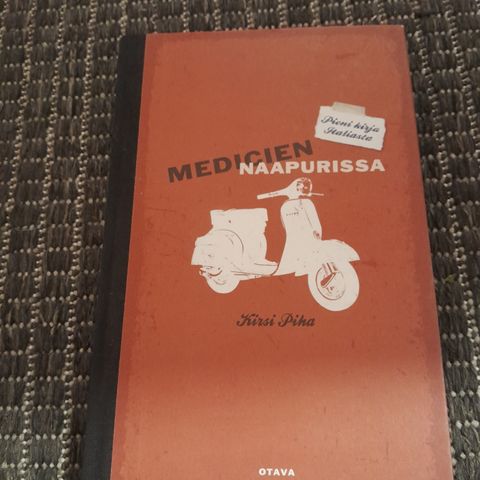 Pieni kirja
Italiasta
MEDICIEN
NAAPURISSA
Kirsi Piha
OTAVA